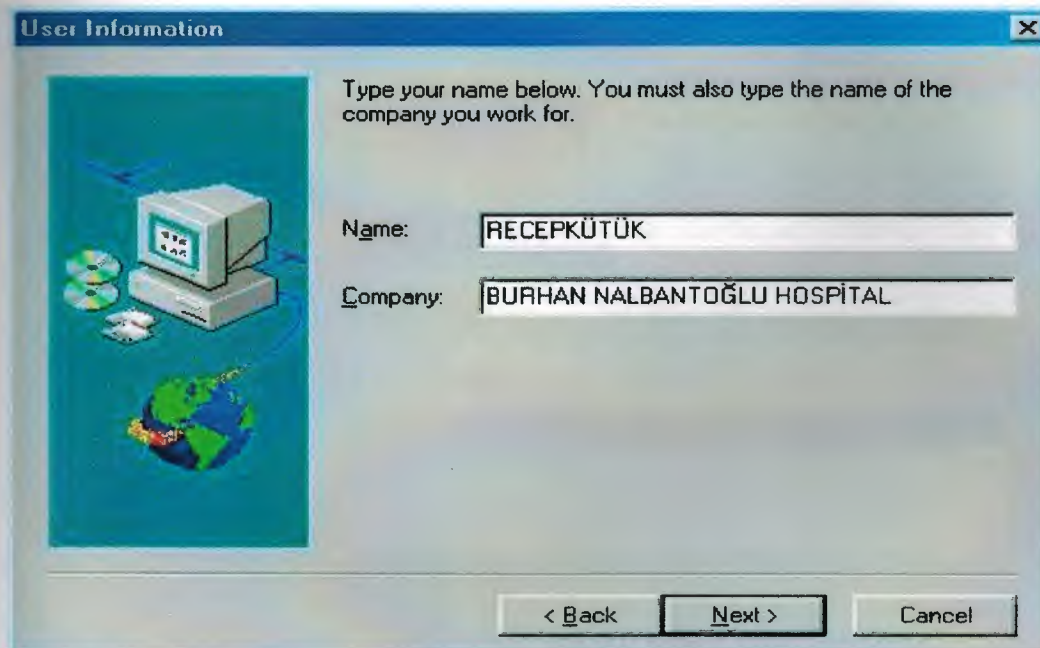 User Information
Type your name below. You must also type the name of the
company you work for.
Name: RECEPKÜTÜK
Company: BURHAN NALBANTOĞLU HOSPİTAL
< Back Next > Cancel